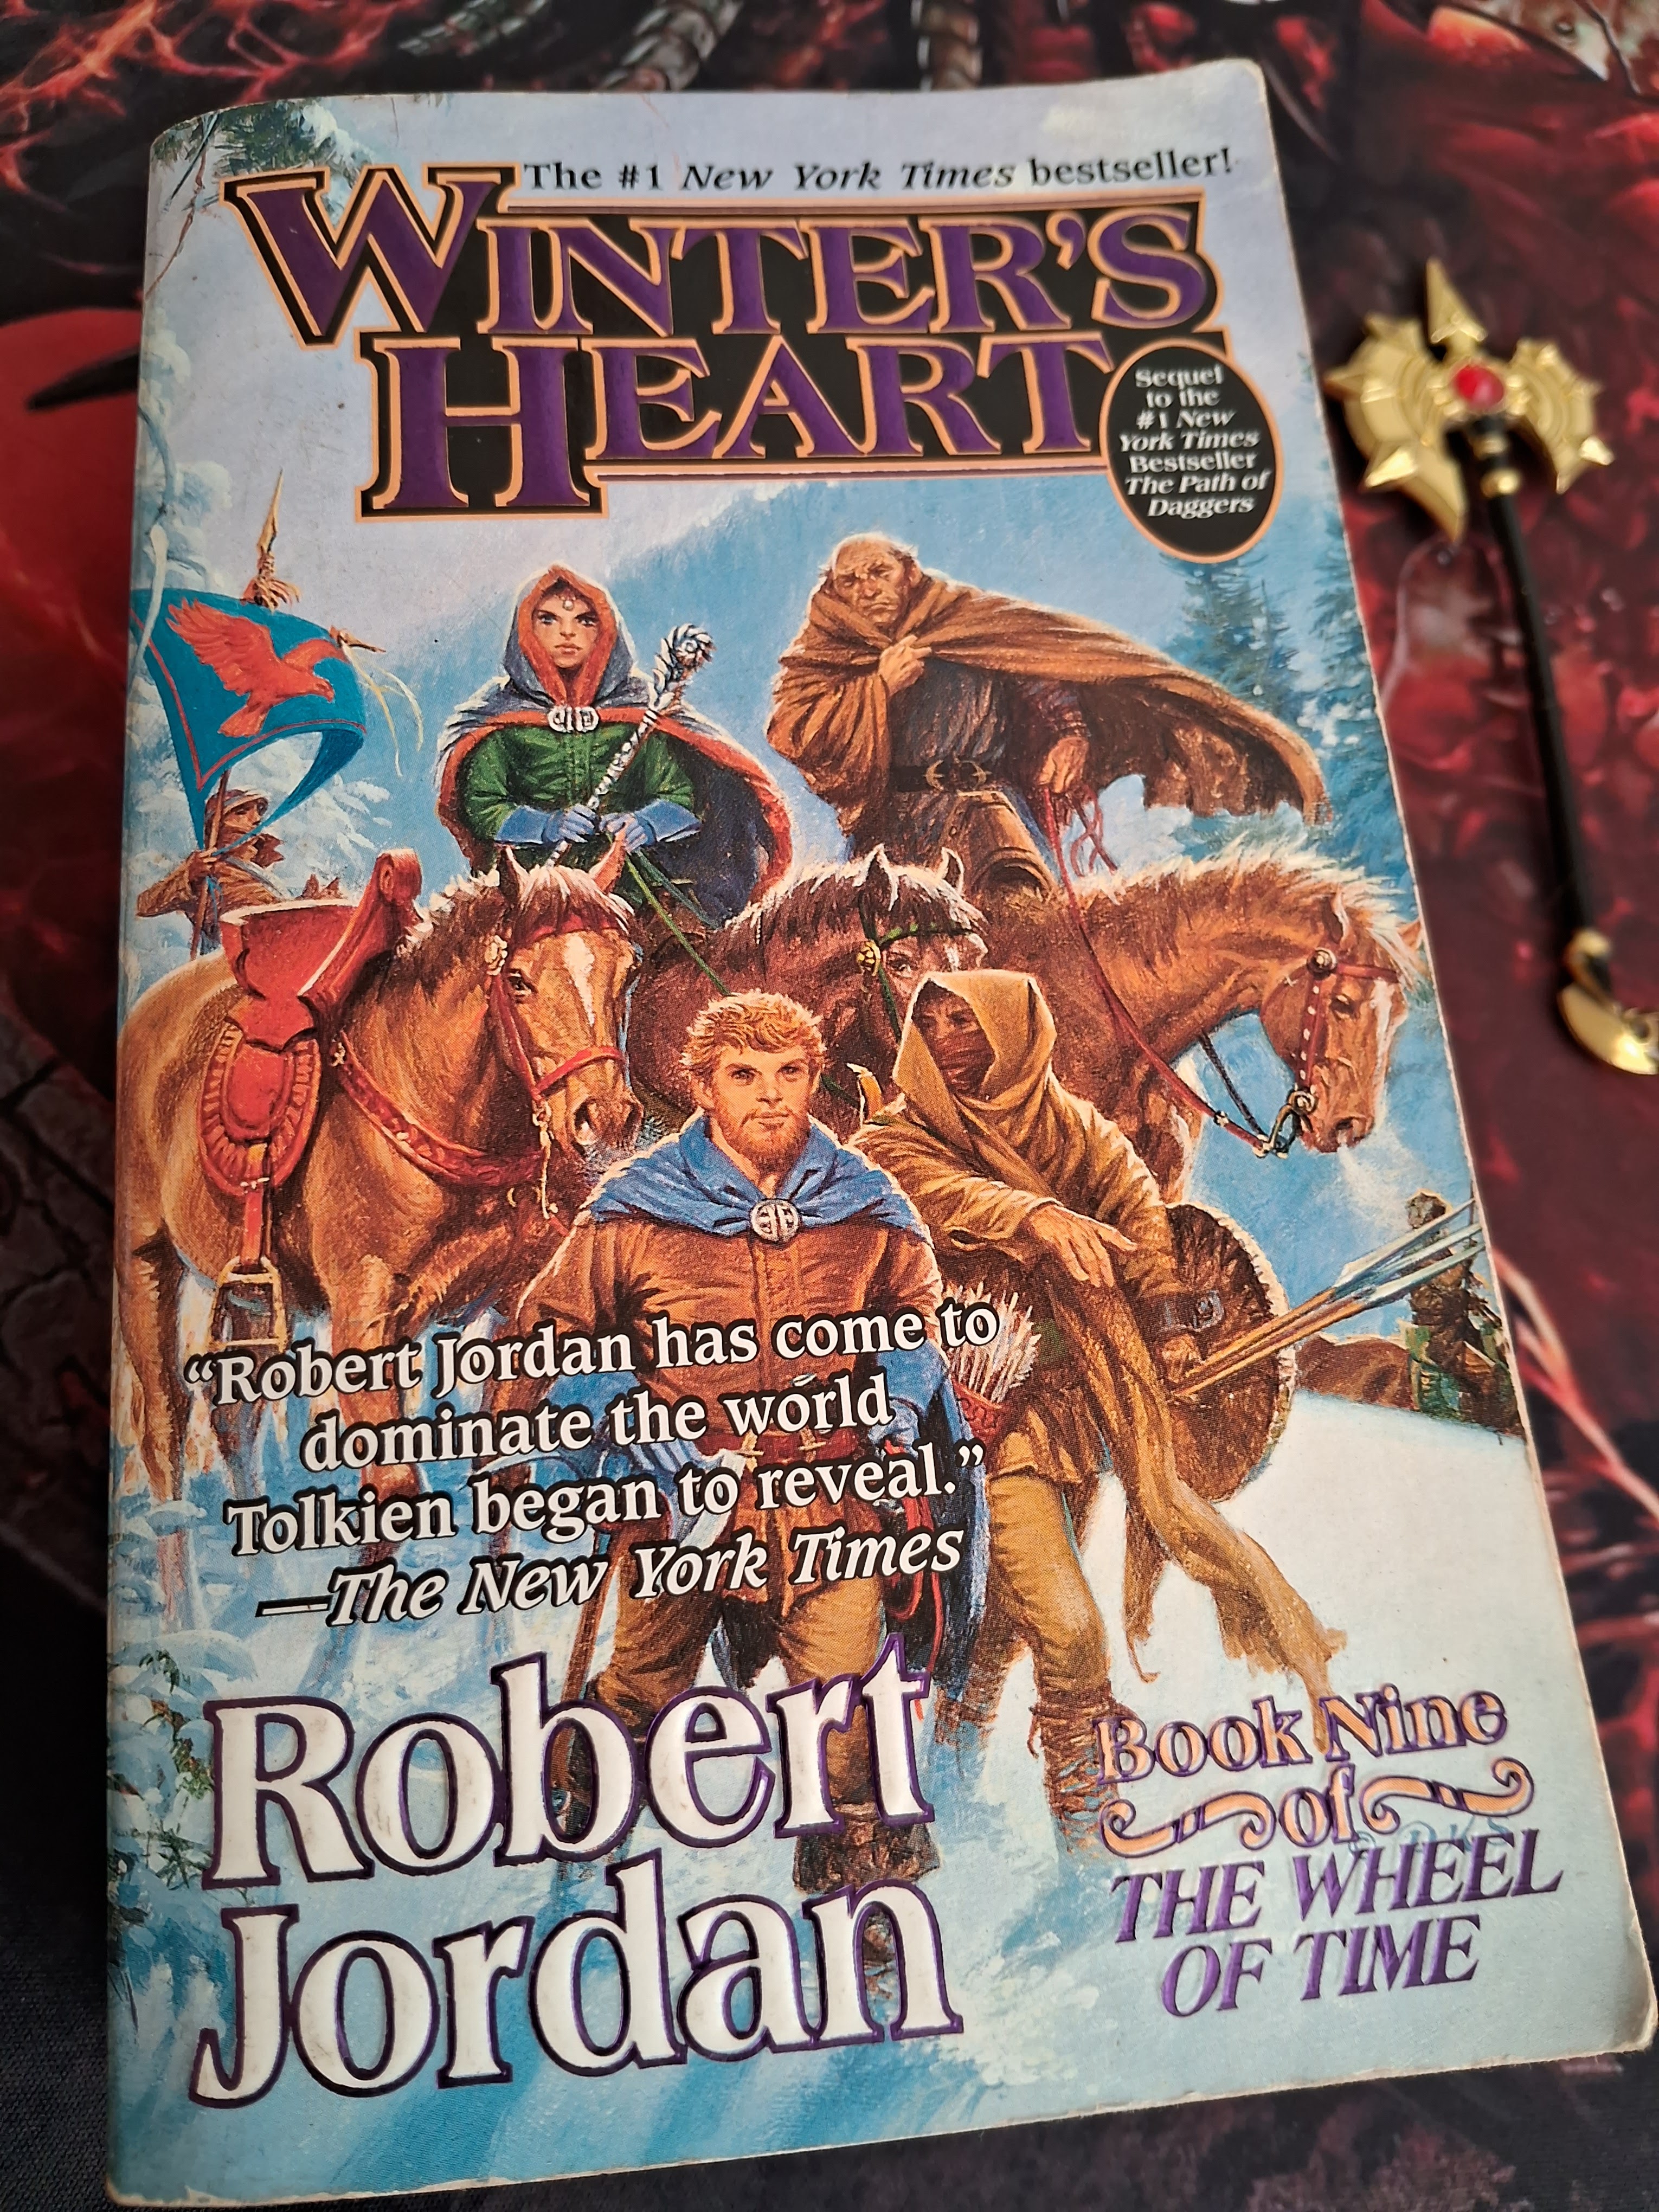 The #1 New York Times bestseller!
WINTER'S
HEART
Sequel
to the
#1 New
York Times
Bestseller
The Path of
Daggers
“Robert Jordan has come to
dominate the world
Tolkien began to reveal.”
—The New York Times
Robert
Jordan
Book Nine
of
THE WHEEL
OF TIME